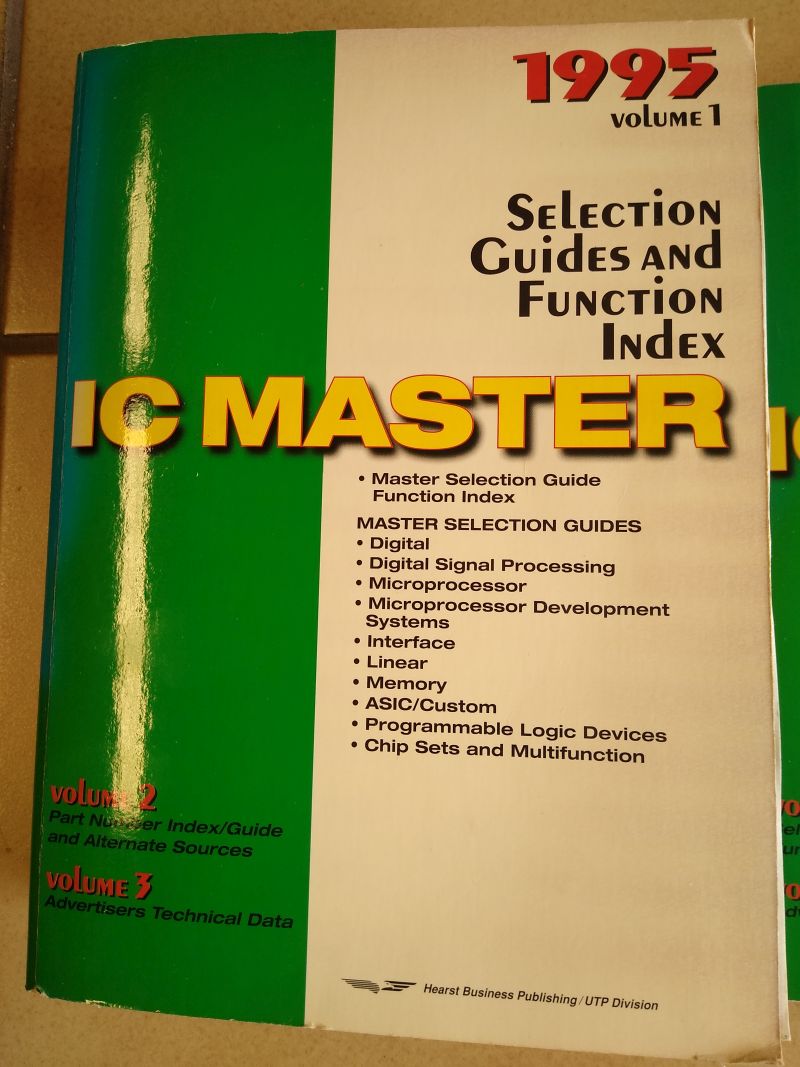 1995
VOLUME 1
SELECTION
GUIDES AND
FUNCTION
INDEX
IC MASTER
• Master Selection Guide
Function Index
MASTER SELECTION GUIDES
• Digital
• Digital Signal Processing
• Microprocessor
• Microprocessor Development
Systems
• Interface
• Linear
• Memory
• ASIC/Custom
• Programmable Logic Devices
• Chip Sets and Multifunction
VOLUME 2
Part Number Index/Guide
and Alternate Sources
VOLUME 3
Advertisers Technical Data
Hearst Business Publishing/UTP Division